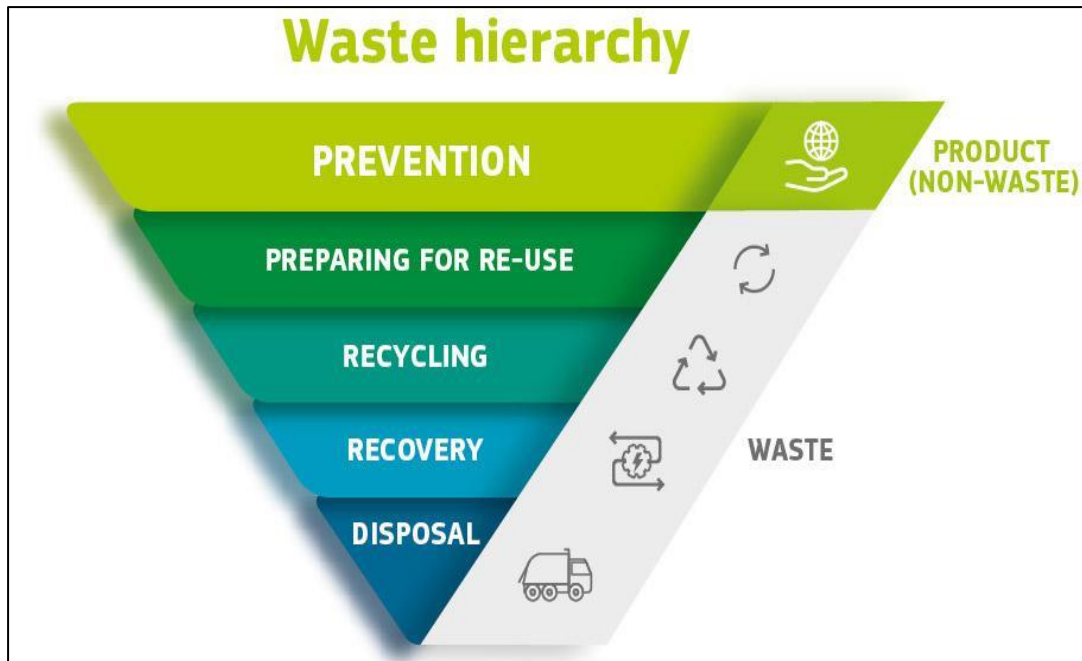 Waste hierarchy
PREVENTION
PRODUCT
(NON-WASTE)
PREPARING FOR RE-USE
RECYCLING
RECOVERY
WASTE
DISPOSAL